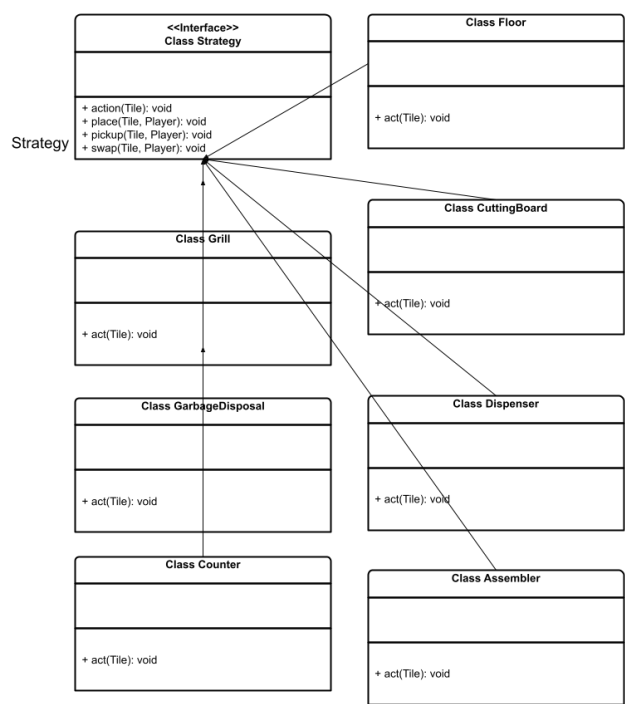 <<Interface>>
Class Strategy
+ action(Tile): void
+ place(Tile, Player): void
+ pickup(Tile, Player): void
+ swap(Tile, Player): void
Strategy
Class Floor
+ act(Tile): void
Class CuttingBoard
+ act(Tile): void
Class Grill
+ act(Tile): void
Class Dispenser
+ act(Tile): void
Class GarbageDisposal
+ act(Tile): void
Class Counter
+ act(Tile): void
Class Assembler
+ act(Tile): void